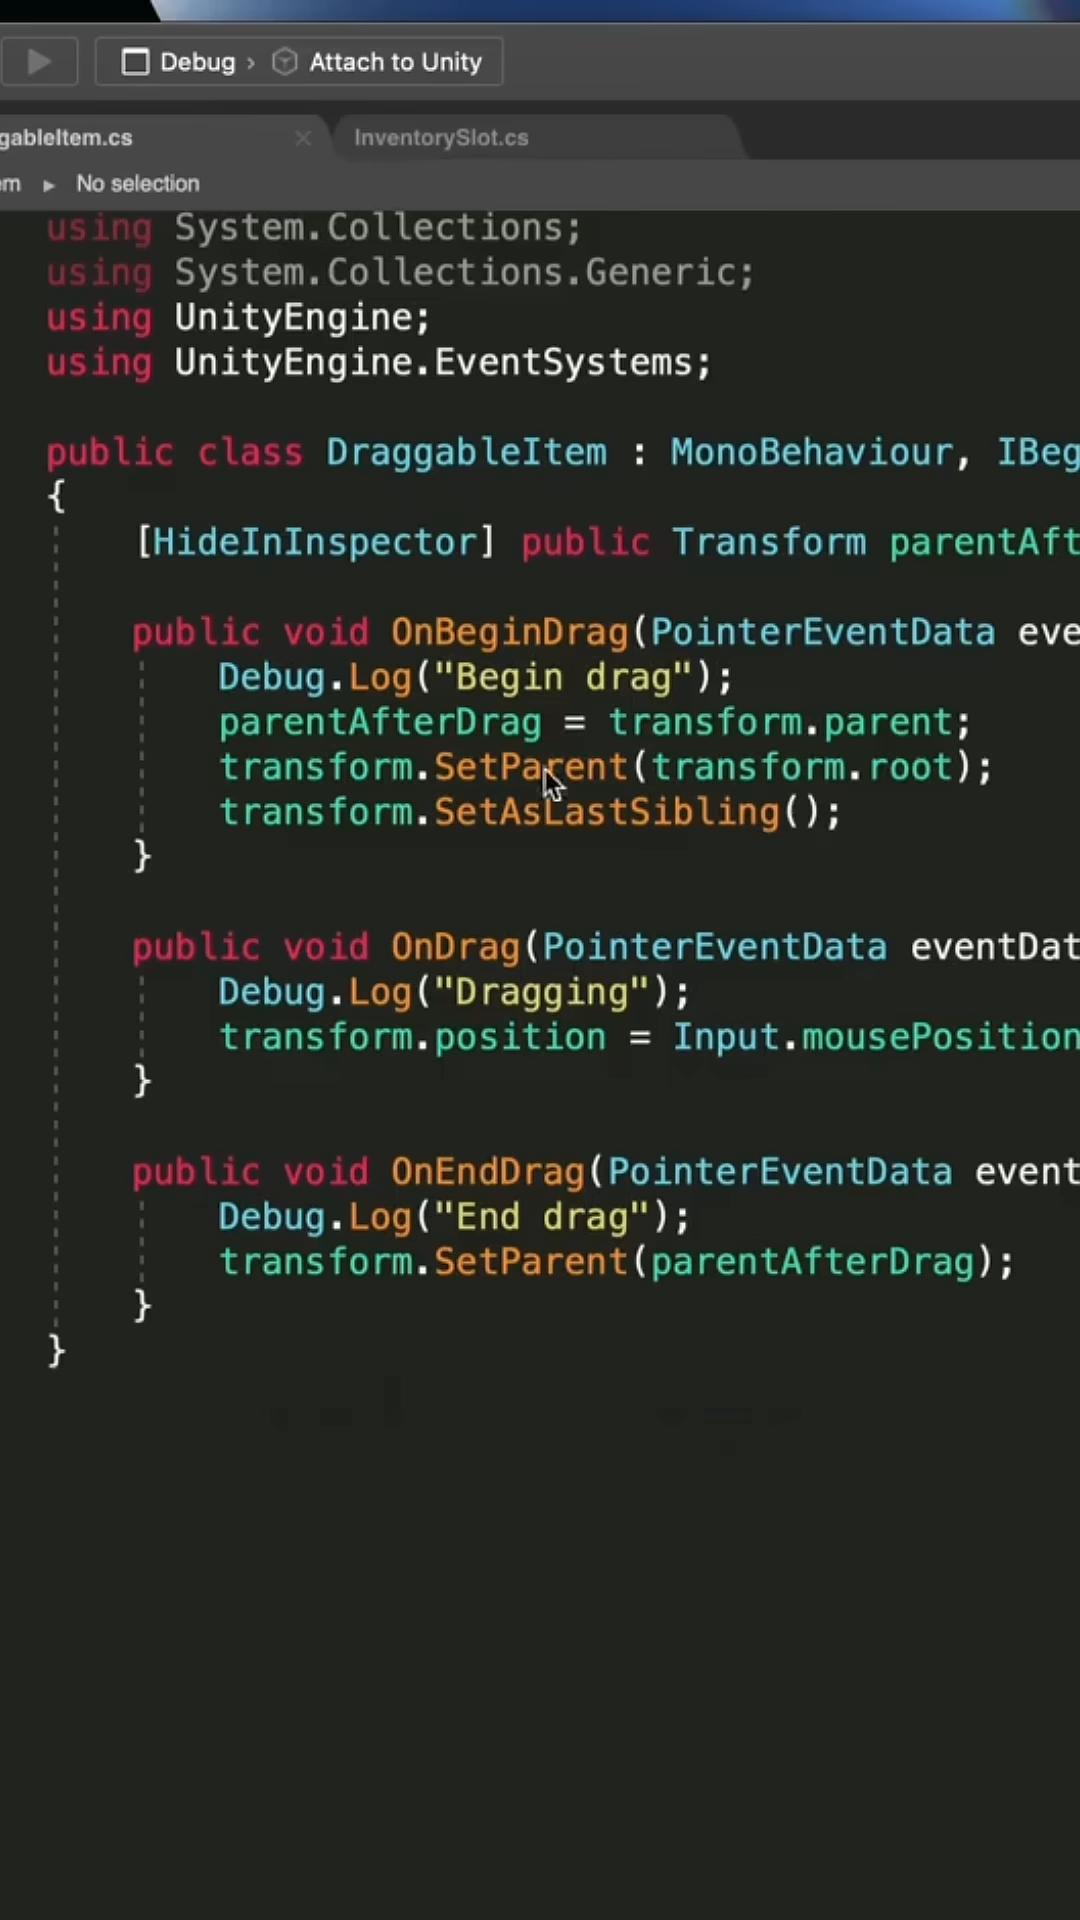 Debug › Attach to Unity
gableItem.cs × InventorySlot.cs
em ▸ No selection
using System.Collections;
using System.Collections.Generic;
using UnityEngine;
using UnityEngine.EventSystems;
public class DraggableItem : MonoBehaviour, IBeg
{
[HideInInspector] public Transform parentAft
public void OnBeginDrag(PointerEventData eve
Debug.Log("Begin drag");
parentAfterDrag = transform.parent;
transform.SetParent(transform.root);
transform.SetAsLastSibling();
}
public void OnDrag(PointerEventData eventDat
Debug.Log("Dragging");
transform.position = Input.mousePosition
}
public void OnEndDrag(PointerEventData event
Debug.Log("End drag");
transform.SetParent(parentAfterDrag);
}
}